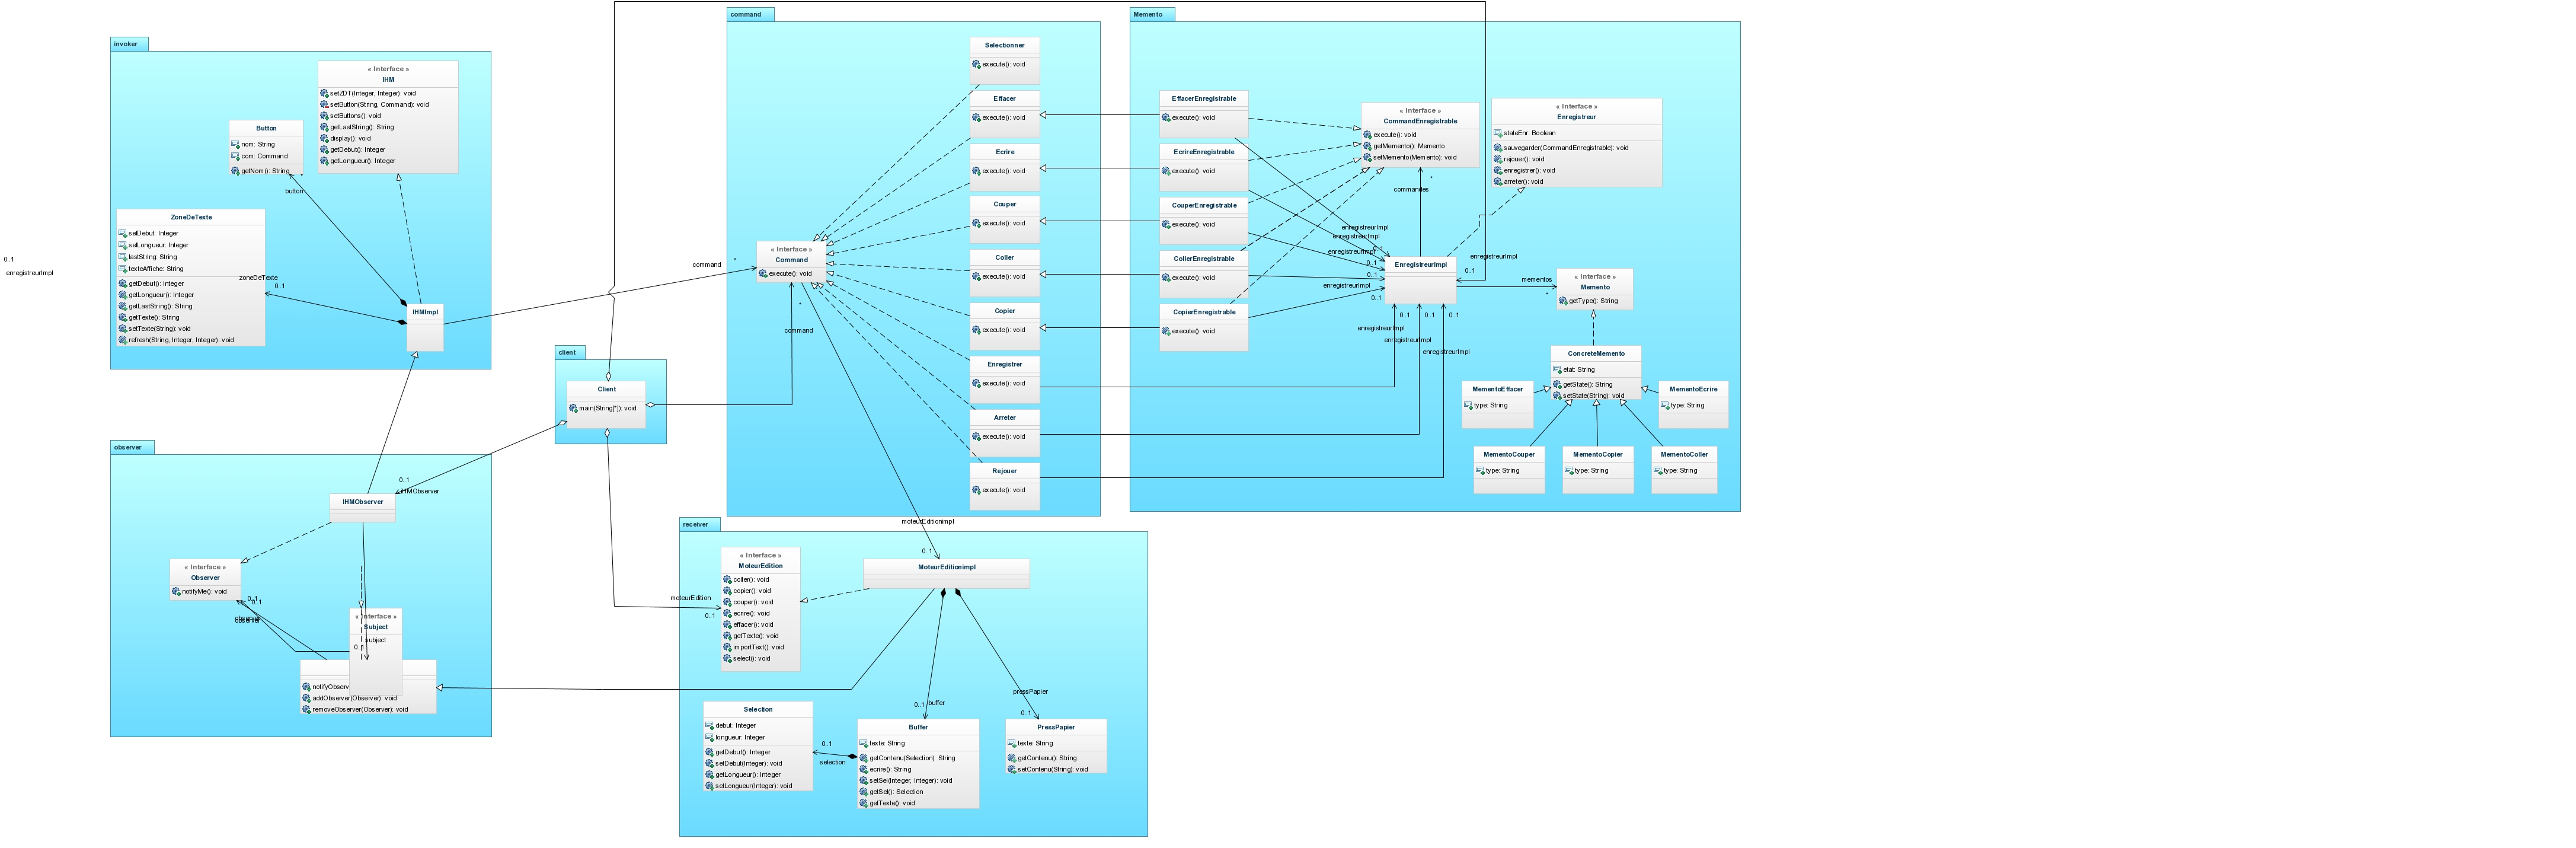 invoker
« Interface »
IHM
setZDT(Integer, Integer): void
setButton(String, Command): void
setButtons(): void
getLastString(): String
display(): void
getDebut(): Integer
getLongueur(): Integer
Button
nom: String
com: Command
getNom(): String
*
button
ZoneDeTexte
selDebut: Integer
selLongueur: Integer
lastString: String
texteAffiche: String
getDebut(): Integer
getLongueur(): Integer
getLastString(): String
getTexte(): String
setTexte(String): void
refresh(String, Integer, Integer): void
zoneDeTexte
0..1
IHMImpl
0..1
enregistreurImpl
command
*
client
Client
main(String[*]): void
command
*
command
Selectionner
execute(): void
Effacer
execute(): void
Ecrire
execute(): void
Couper
execute(): void
Coller
execute(): void
Copier
execute(): void
Enregistrer
execute(): void
Arreter
execute(): void
Rejouer
execute(): void
« Interface »
Command
execute(): void
Memento
EffacerEnregistrable
execute(): void
EcrireEnregistrable
execute(): void
CouperEnregistrable
execute(): void
CollerEnregistrable
execute(): void
CopierEnregistrable
execute(): void
« Interface »
CommandEnregistrable
execute(): void
getMemento(): Memento
setMemento(Memento): void
*
commandes
« Interface »
Enregistreur
stateEnr: Boolean
sauvegarder(CommandEnregistrable): void
rejouer(): void
enregistrer(): void
arreter(): void
enregistreurImpl
enregistreurImpl
0..1
enregistreurImpl
0..1
0..1
enregistreurImpl
0..1
EnregistreurImpl
enregistreurImpl
0..1
mementos
*
0..1
0..1
0..1
enregistreurImpl
enregistreurImpl
enregistreurImpl
« Interface »
Memento
getType(): String
ConcreteMemento
etat: String
getState(): String
setState(String): void
MementoEffacer
type: String
MementoEcrire
type: String
MementoCouper
type: String
MementoCopier
type: String
MementoColler
type: String
observer
0..1
IHMObserver
IHMObserver
« Interface »
Observer
notifyMe(): void
0..1
0..1
observer
observer
« Interface »
Subject
subject
0..1
notifyObserv
addObserver(Observer): void
removeObserver(Observer): void
receiver
moteurEditionimpl
0..1
« Interface »
MoteurEdition
coller(): void
copier(): void
couper(): void
ecrire(): void
effacer(): void
getTexte(): void
importText(): void
select(): void
moteurEdition
0..1
MoteurEditionimpl
pressPapier
0..1
0..1
buffer
Selection
debut: Integer
longueur: Integer
getDebut(): Integer
setDebut(Integer): void
getLongueur(): Integer
setLongueur(Integer): void
0..1
selection
Buffer
texte: String
getContenu(Selection): String
ecrire(): String
setSel(Integer, Integer): void
getSel(): Selection
getTexte(): void
PressPapier
texte: String
getContenu(): String
setContenu(String): void